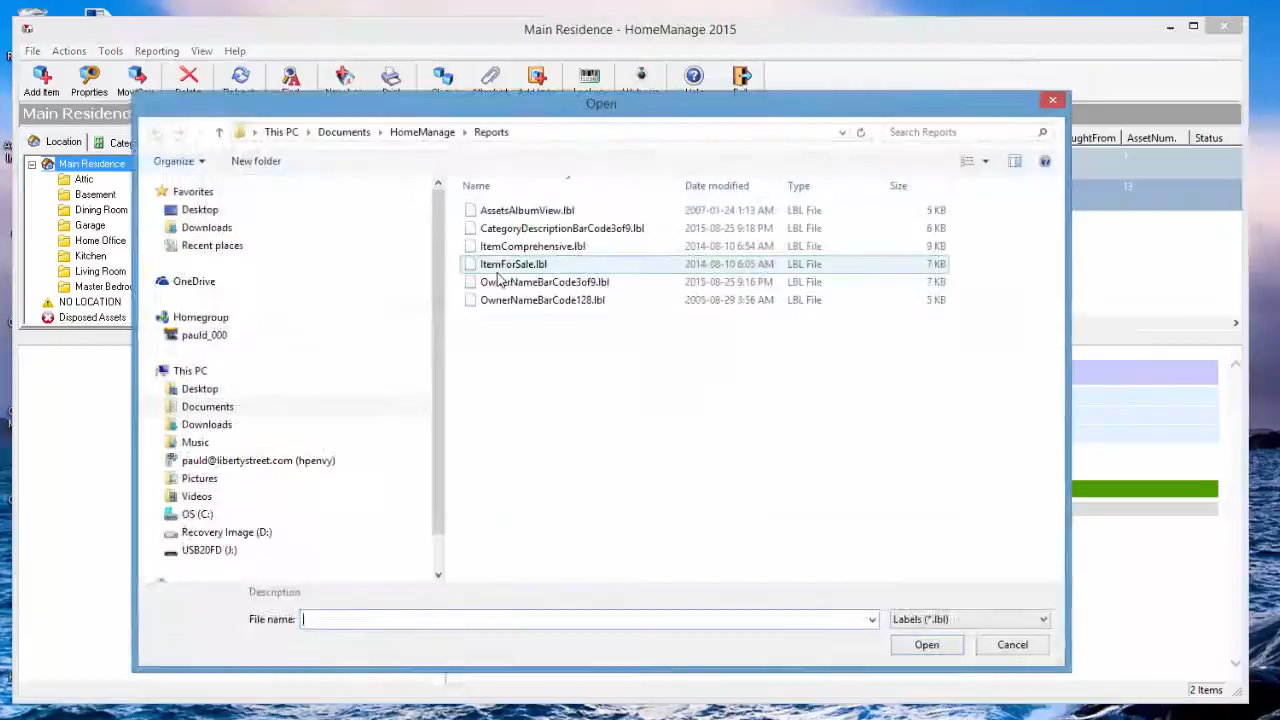 Main Residence - HomeManage 2015
File Actions Tools Reporting View Help
Add Item Properties
Open
Main Residence
This PC Documents HomeManage Reports
Search Reports
Location
Organize New folder
BoughtFrom AssetNum. Status
1
13
Main Residence
Attic
Basement
Dining Room
Garage
Home Office
Kitchen
Living Room
Master Bedro
NO LOCATION
Disposed Assets
Favorites
Desktop
Downloads
Recent places
OneDrive
Homegroup
pauld_000
This PC
Desktop
Documents
Downloads
Music
pauld@libertystreet.com (hpenvy)
Pictures
Videos
OS (C:)
Recovery Image (D:)
USB20FD (J:)
Name Date modified Type Size
AssetsAlbumView.lbl 2007-01-24 1:13 AM LBL File 5 KB
CategoryDescriptionBarCode3of9.lbl 2015-08-25 9:18 PM LBL File 6 KB
ItemComprehensive.lbl 2014-08-10 6:54 AM LBL File 9 KB
ItemForSale.lbl 2014-08-10 6:05 AM LBL File 7 KB
OwnerNameBarCode3of9.lbl 2015-08-25 9:16 PM LBL File 7 KB
OwnerNameBarCode128.lbl 2005-08-29 3:56 AM LBL File 5 KB
Description
File name:
Labels (*.lbl)
Open Cancel
2 Items